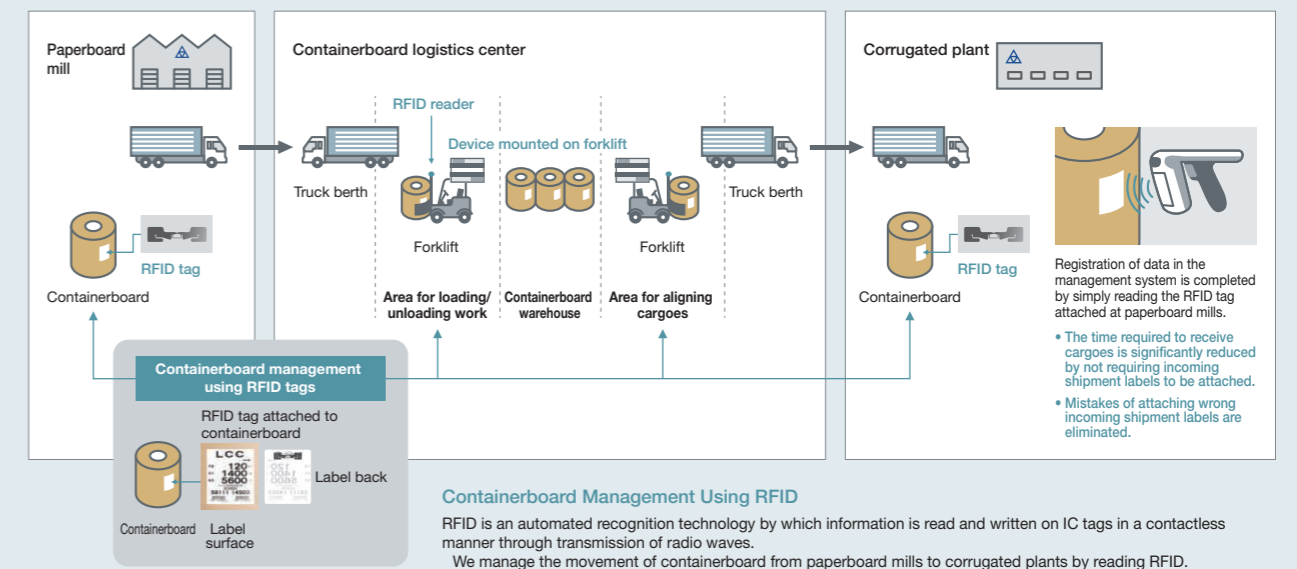 Paperboard
mill
Containerboard logistics center
Corrugated plant
RFID reader
Device mounted on forklift
Truck berth
Forklift
Forklift
Truck berth
RFID tag
Containerboard
Area for loading/
unloading work
Containerboard
warehouse
Area for aligning
cargoes
RFID tag
Containerboard
Registration of data in the
management system is completed
by simply reading the RFID tag
attached at paperboard mills.
• The time required to receive
cargoes is significantly reduced
by not requiring incoming
shipment labels to be attached.
• Mistakes of attaching wrong
incoming shipment labels are
eliminated.
Containerboard management
using RFID tags
RFID tag attached to
containerboard
LCC
120
1400
5600
Label back
Containerboard
Label
surface
Containerboard Management Using RFID
RFID is an automated recognition technology by which information is read and written on IC tags in a contactless
manner through transmission of radio waves.
We manage the movement of containerboard from paperboard mills to corrugated plants by reading RFID.